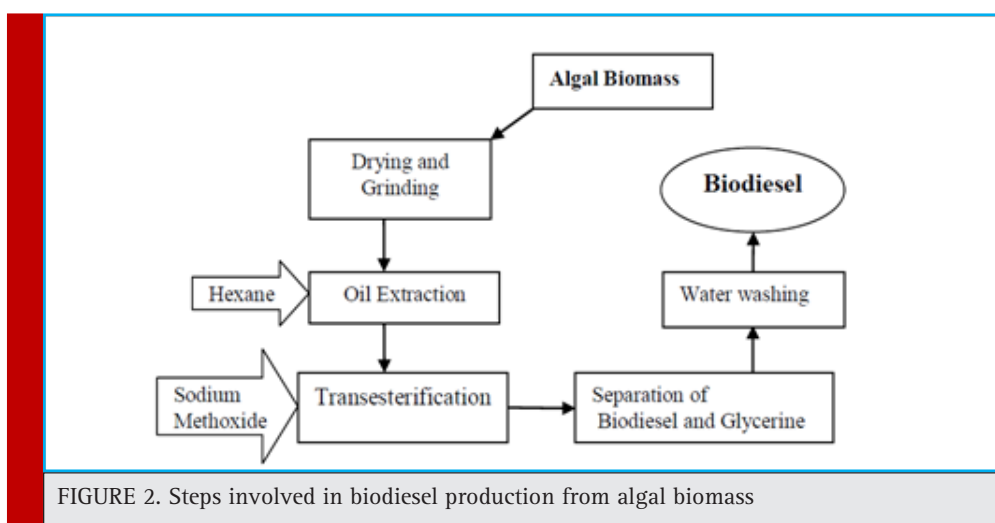 Algal Biomass
Drying and
Grinding
Hexane
Oil Extraction
Sodium
Methoxide
Transesterification
Separation of
Biodiesel and Glycerine
Water washing
Biodiesel
FIGURE 2. Steps involved in biodiesel production from algal biomass